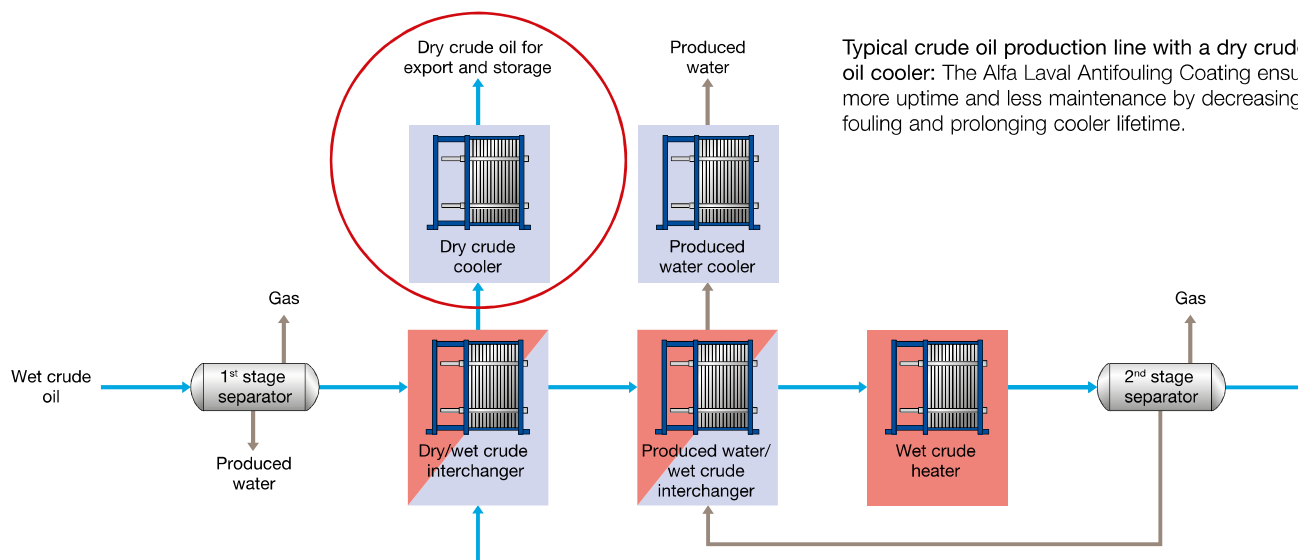 Dry crude oil for
export and storage
Produced
water
Typical crude oil production line with a dry crude
oil cooler: The Alfa Laval Antifouling Coating ensu
more uptime and less maintenance by decreasing
fouling and prolonging cooler lifetime.
Dry crude
cooler
Produced
water cooler
Gas
Gas
Wet crude
oil
1st stage
separator
2nd stage
separator
Produced
water
Dry/wet crude
interchanger
Produced water/
wet crude
interchanger
Wet crude
heater